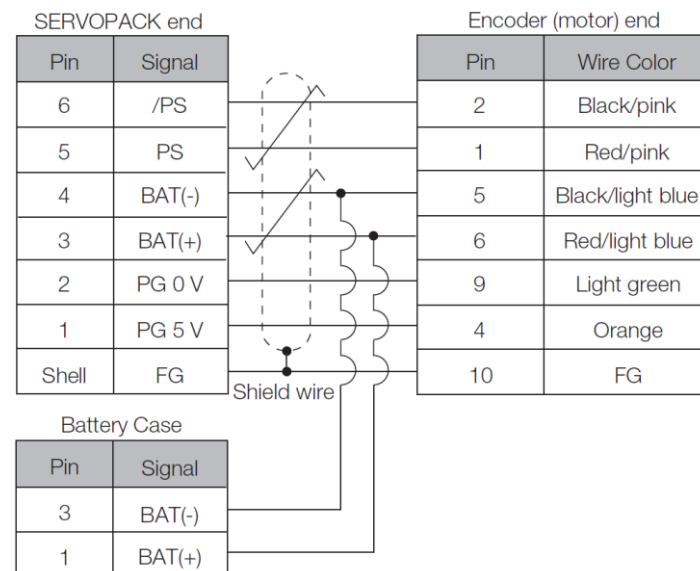 SERVOPACK end
Encoder (motor) end
Pin Signal
Pin Wire Color
6 /PS
2 Black/pink
5 PS
1 Red/pink
4 BAT(-)
5 Black/light blue
3 BAT(+)
6 Red/light blue
2 PG 0 V
9 Light green
1 PG 5 V
4 Orange
Shell FG
Shield wire
10 FG
Battery Case
Pin Signal
3 BAT(-)
1 BAT(+)